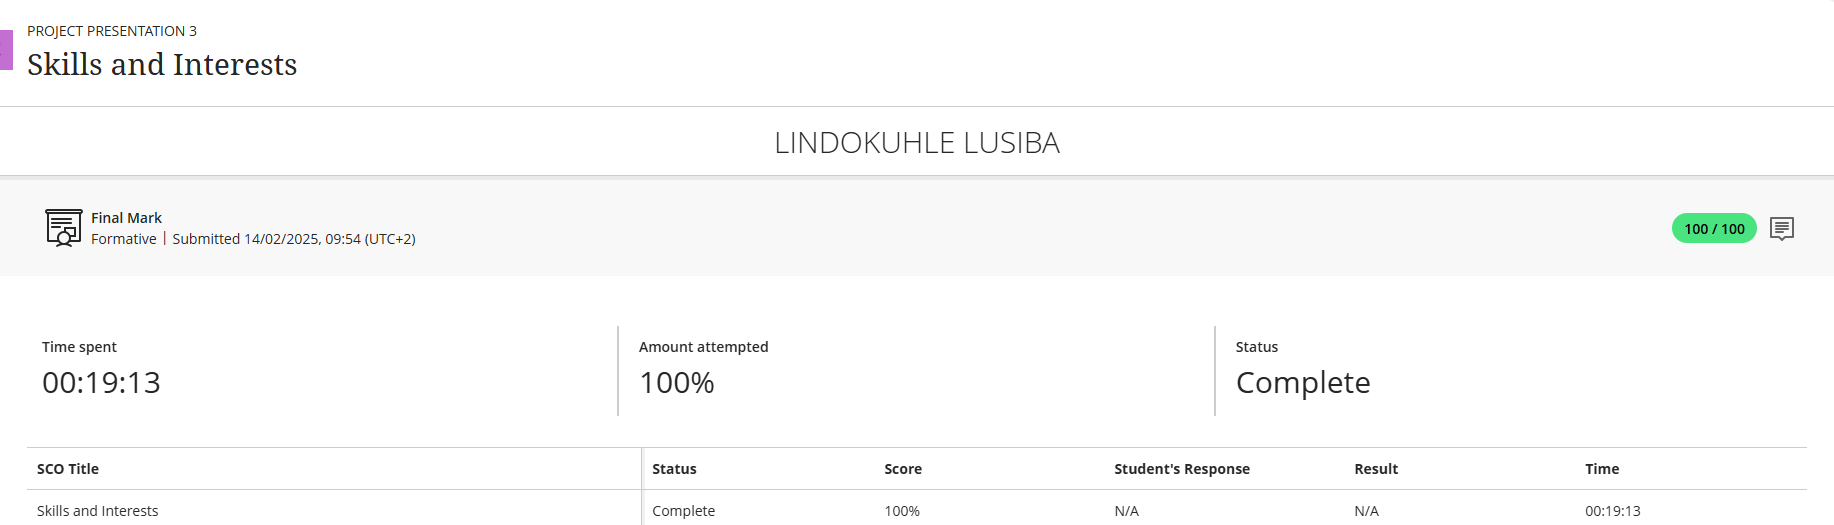 PROJECT PRESENTATION 3
Skills and Interests
LINDOKUHLE LUSIBA
Final Mark
Formative | Submitted 14/02/2025, 09:54 (UTC+2)
100 / 100
Time spent
00:19:13
Amount attempted
100%
Status
Complete
SCO Title Status Score Student's Response Result Time
Skills and Interests Complete 100% N/A N/A 00:19:13